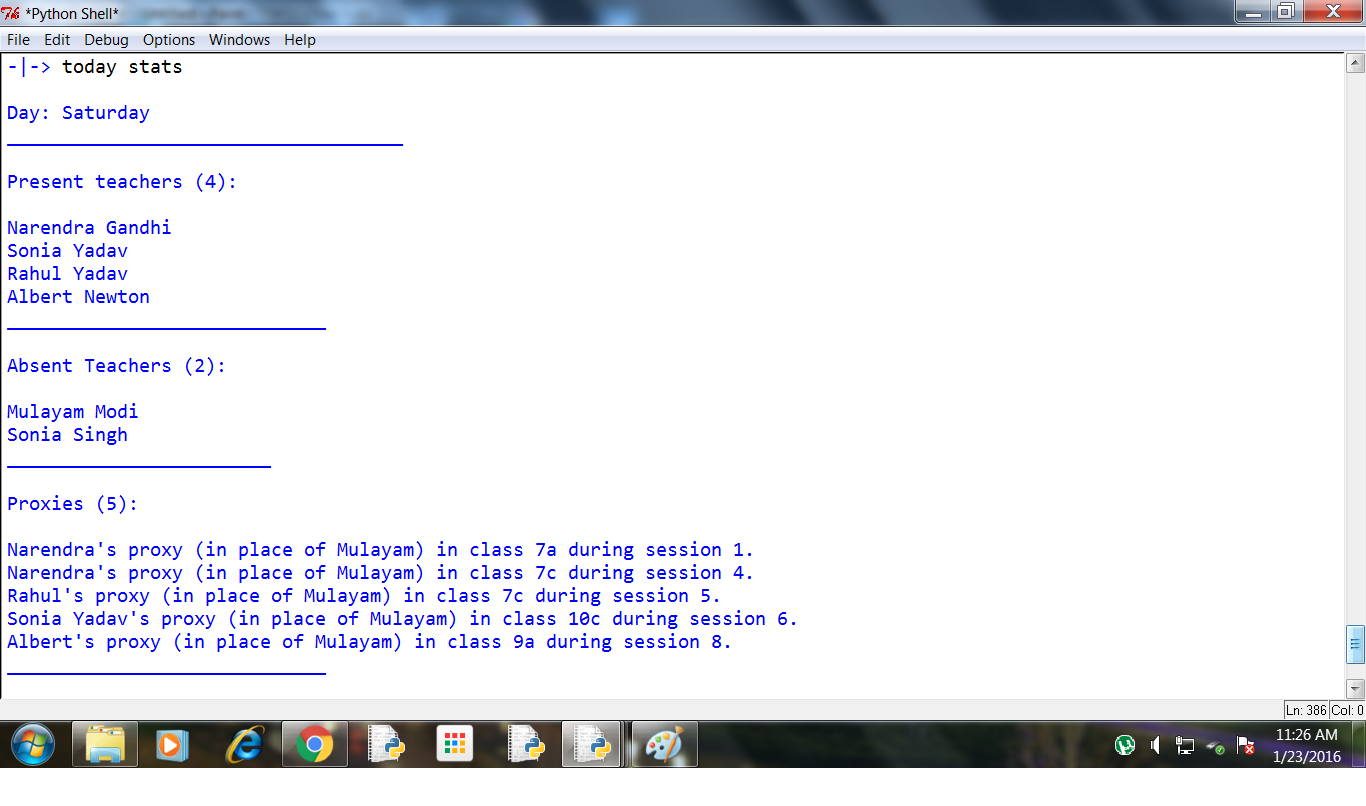 *Python Shell*
File Edit Debug Options Windows Help
-|-> today stats
Day: Saturday
Present teachers (4):
Narendra Gandhi
Sonia Yadav
Rahul Yadav
Albert Newton
Absent Teachers (2):
Mulayam Modi
Sonia Singh
Proxies (5):
Narendra's proxy (in place of Mulayam) in class 7a during session 1.
Narendra's proxy (in place of Mulayam) in class 7c during session 4.
Rahul's proxy (in place of Mulayam) in class 7c during session 5.
Sonia Yadav's proxy (in place of Mulayam) in class 10c during session 6.
Albert's proxy (in place of Mulayam) in class 9a during session 8.
Ln: 386 Col: 0
11:26 AM
1/23/2016